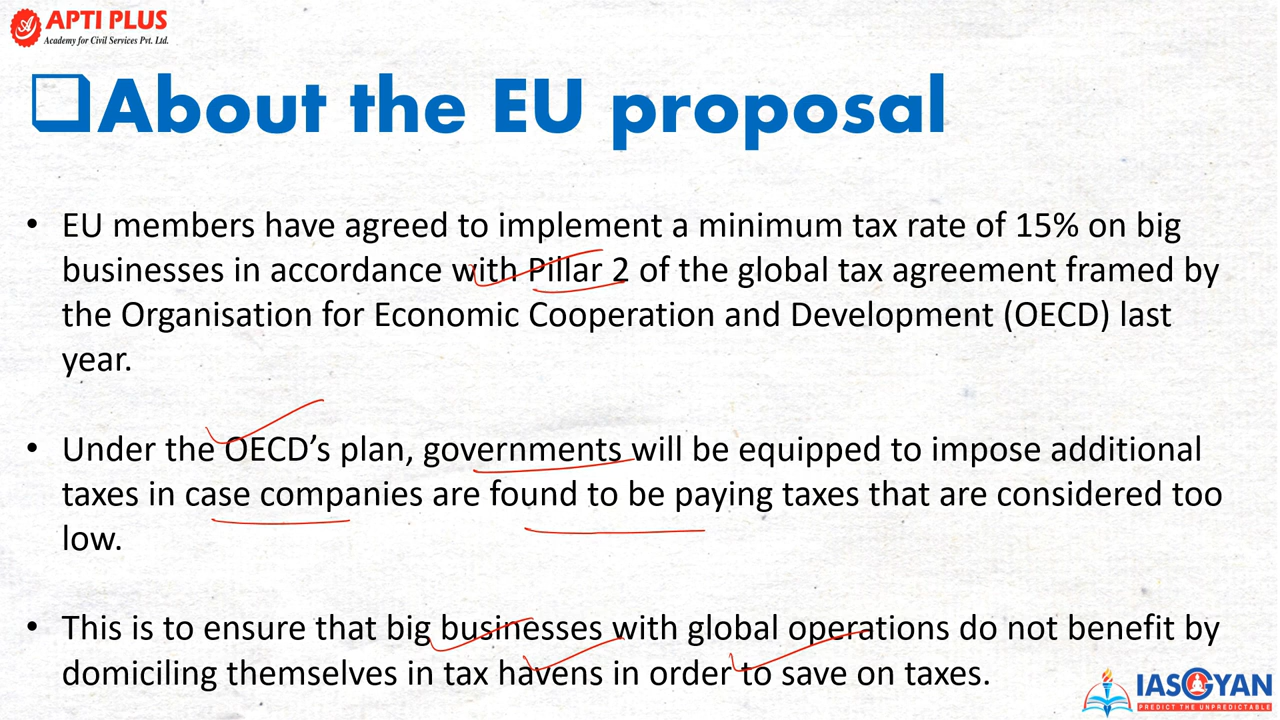 APTI PLUS
Academy for Civil Services Pvt. Ltd.
About the EU proposal
• EU members have agreed to implement a minimum tax rate of 15% on big
businesses in accordance with Pillar 2 of the global tax agreement framed by
the Organisation for Economic Cooperation and Development (OECD) last
year.
• Under the OECD’s plan, governments will be equipped to impose additional
taxes in case companies are found to be paying taxes that are considered too
low.
• This is to ensure that big businesses with global operations do not benefit by
domiciling themselves in tax havens in order to save on taxes.
IASGYAN
PREDICT THE UNPREDICTABLE